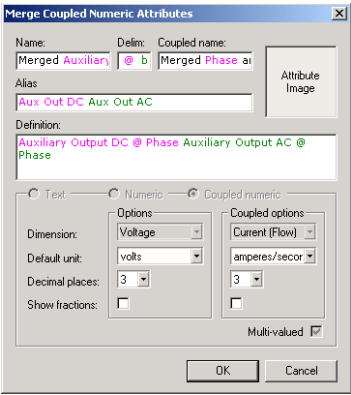 Merge Coupled Numeric Attributes
Name: Delim: Coupled name:
Merged Auxiliary @ b Merged Phase
Attribute
Image
Alias
Aux Out DC Aux Out AC
Definition:
Auxiliary Output DC @ Phase Auxiliary Output AC @
Phase
Text Numeric Coupled numeric
Options Coupled options
Dimension: Voltage Current (Flow)
Default unit: volts amperes/secor
Decimal places: 3 3
Show fractions:
Multi-valued
OK Cancel